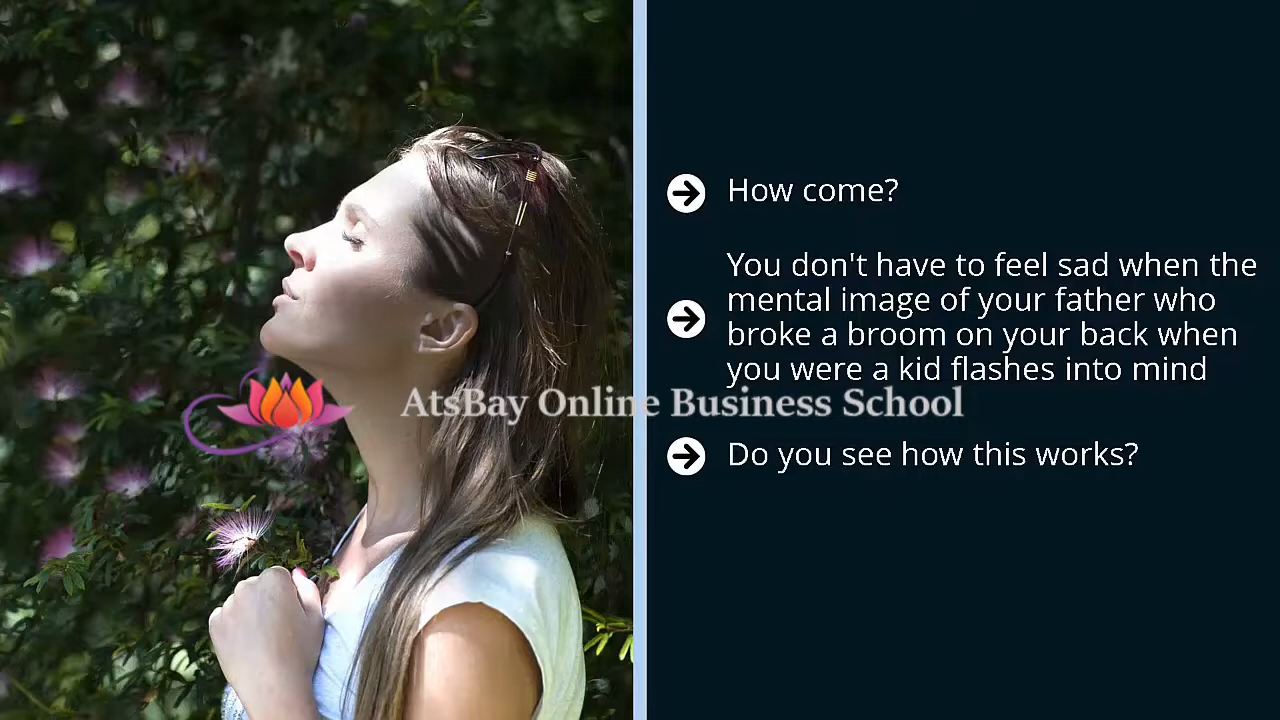 How come?
You don't have to feel sad when the
mental image of your father who
broke a broom on your back when
you were a kid flashes into mind
AtsBay Online Business School
Do you see how this works?